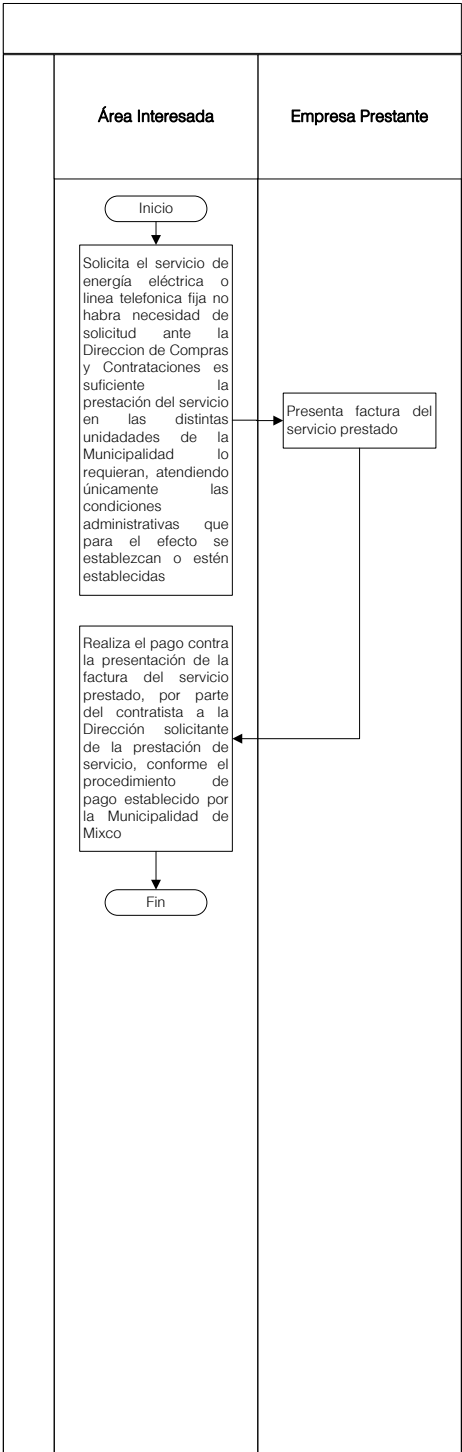 Área Interesada
Empresa Prestante
Inicio
Solicita el servicio de
energía eléctrica o
linea telefonica fija no
habra necesidad de
solicitud ante la
Direccion de Compras
y Contrataciones es
suficiente la
prestación del servicio
en las distintas
unidadades de la
Municipalidad lo
requieran, atendiendo
únicamente las
condiciones
administrativas que
para el efecto se
establezcan o estén
establecidas
Presenta factura del
servicio prestado
Realiza el pago contra
la presentación de la
factura del servicio
prestado, por parte
del contratista a la
Dirección solicitante
de la prestación de
servicio, conforme el
procedimiento de
pago establecido por
la Municipalidad de
Mixco
Fin